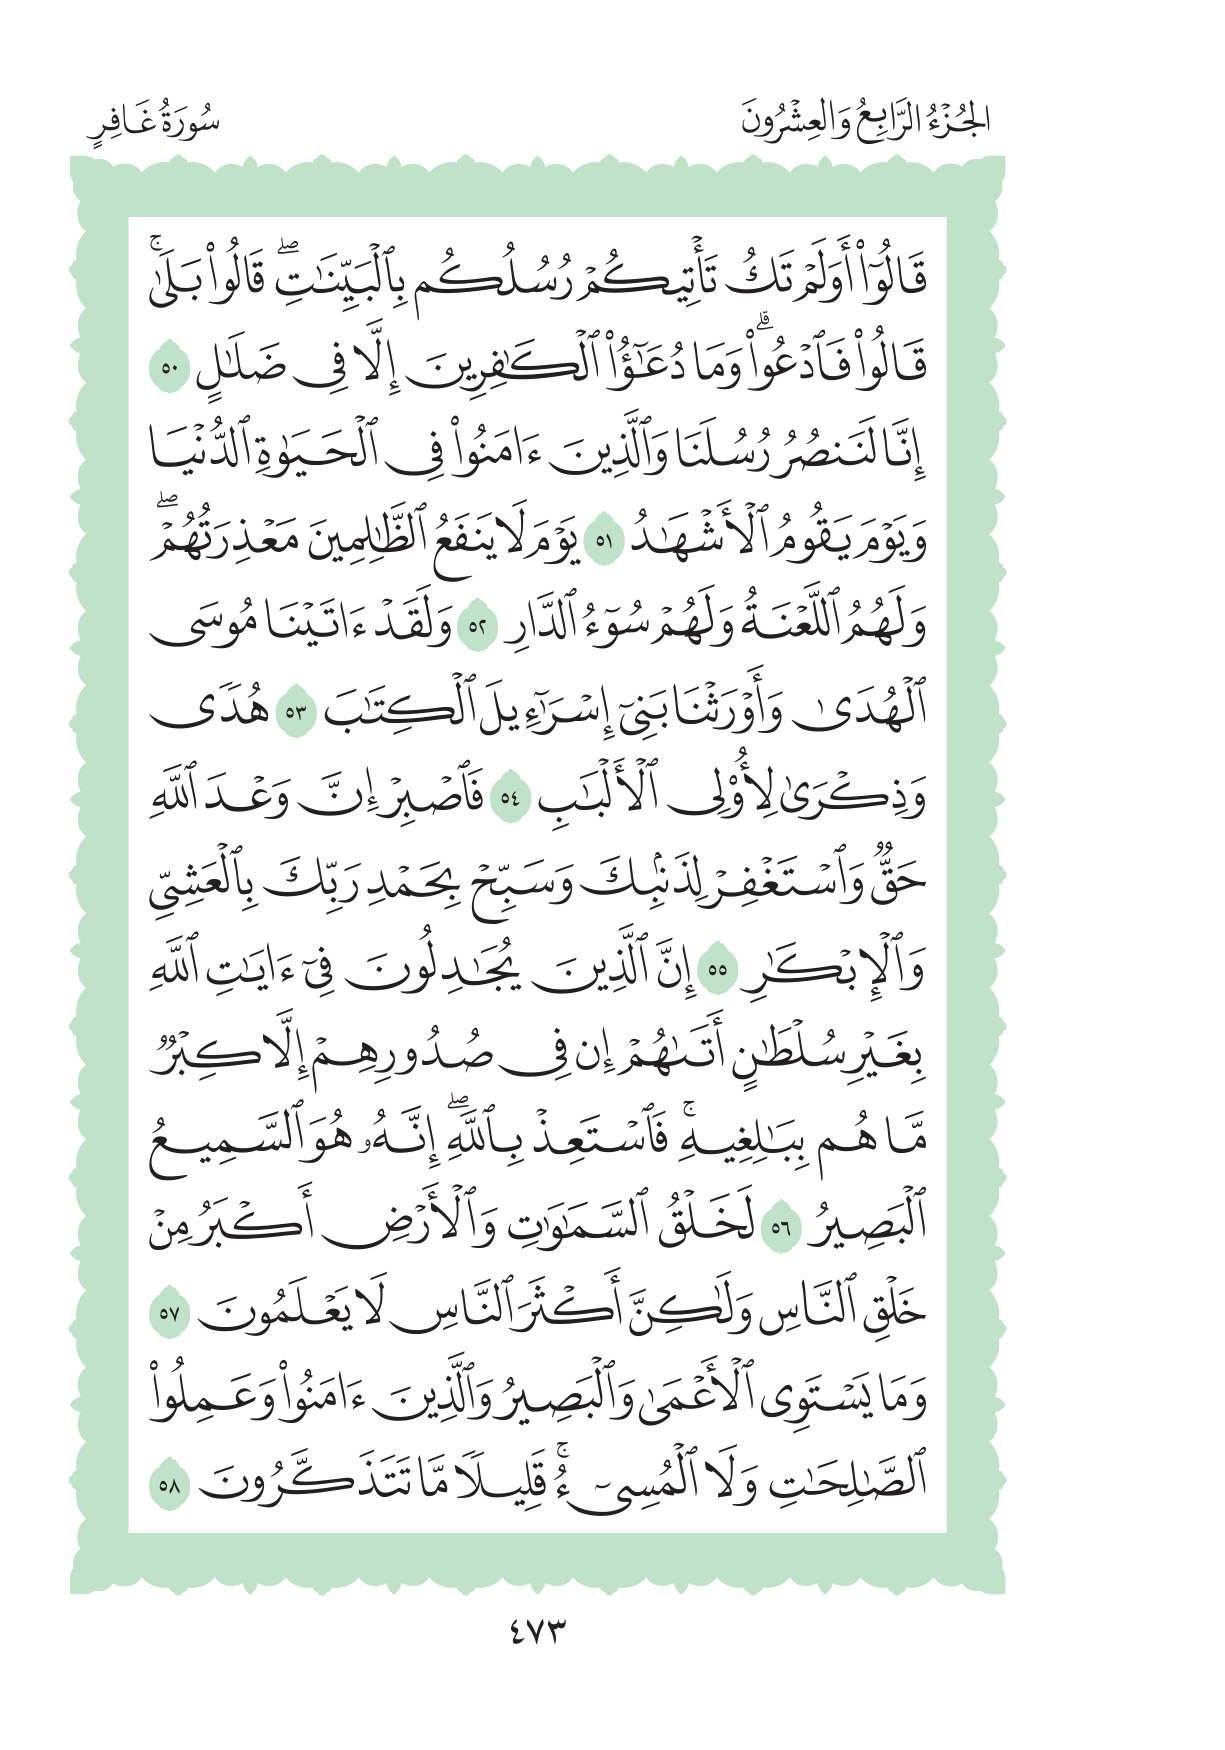 الجُزْءُ الرَّابِعُ وَالعِشْرُونَ
سُورَةُ غَافِرٍ
قَالُوٓاْ أَوَلَمْ تَكُ تَأْتِيكُمْ رُسُلُكُم بِٱلْبَيِّنَٰتِۖ قَالُواْ بَلَىٰۚ
قَالُواْ فَٱدْعُواْۗ وَمَا دُعَٰٓؤُاْ ٱلْكَٰفِرِينَ إِلَّا فِى ضَلَٰلٍ ٥٠
إِنَّا لَنَنصُرُ رُسُلَنَا وَٱلَّذِينَ ءَامَنُواْ فِى ٱلْحَيَوٰةِ ٱلدُّنْيَا
وَيَوْمَ يَقُومُ ٱلْأَشْهَٰدُ ٥١ يَوْمَ لَا يَنفَعُ ٱلظَّٰلِمِينَ مَعْذِرَتُهُمْۖ
وَلَهُمُ ٱللَّعْنَةُ وَلَهُمْ سُوٓءُ ٱلدَّارِ ٥٢ وَلَقَدْ ءَاتَيْنَا مُوسَى
ٱلْهُدَىٰ وَأَوْرَثْنَا بَنِىٓ إِسْرَٰٓءِيلَ ٱلْكِتَٰبَ ٥٣ هُدًى
وَذِكْرَىٰ لِأُوْلِى ٱلْأَلْبَٰبِ ٥٤ فَٱصْبِرْ إِنَّ وَعْدَ ٱللَّهِ
حَقٌّ وَٱسْتَغْفِرْ لِذَنۢبِكَ وَسَبِّحْ بِحَمْدِ رَبِّكَ بِٱلْعَشِىِّ
وَٱلْإِبْكَٰرِ ٥٥ إِنَّ ٱلَّذِينَ يُجَٰدِلُونَ فِىٓ ءَايَٰتِ ٱللَّهِ
بِغَيْرِ سُلْطَٰنٍ أَتَىٰهُمْ إِن فِى صُدُورِهِمْ إِلَّا كِبْرٌ
مَّا هُم بِبَٰلِغِيهِۚ فَٱسْتَعِذْ بِٱللَّهِۖ إِنَّهُۥ هُوَ ٱلسَّمِيعُ
ٱلْبَصِيرُ ٥٦ لَخَلْقُ ٱلسَّمَٰوَٰتِ وَٱلْأَرْضِ أَكْبَرُ مِنْ
خَلْقِ ٱلنَّاسِ وَلَٰكِنَّ أَكْثَرَ ٱلنَّاسِ لَا يَعْلَمُونَ ٥٧
وَمَا يَسْتَوِى ٱلْأَعْمَىٰ وَٱلْبَصِيرُ وَٱلَّذِينَ ءَامَنُواْ وَعَمِلُواْ
ٱلصَّٰلِحَٰتِ وَلَا ٱلْمُسِىٓءُۚ قَلِيلًا مَّا تَتَذَكَّرُونَ ٥٨
٤٧٣